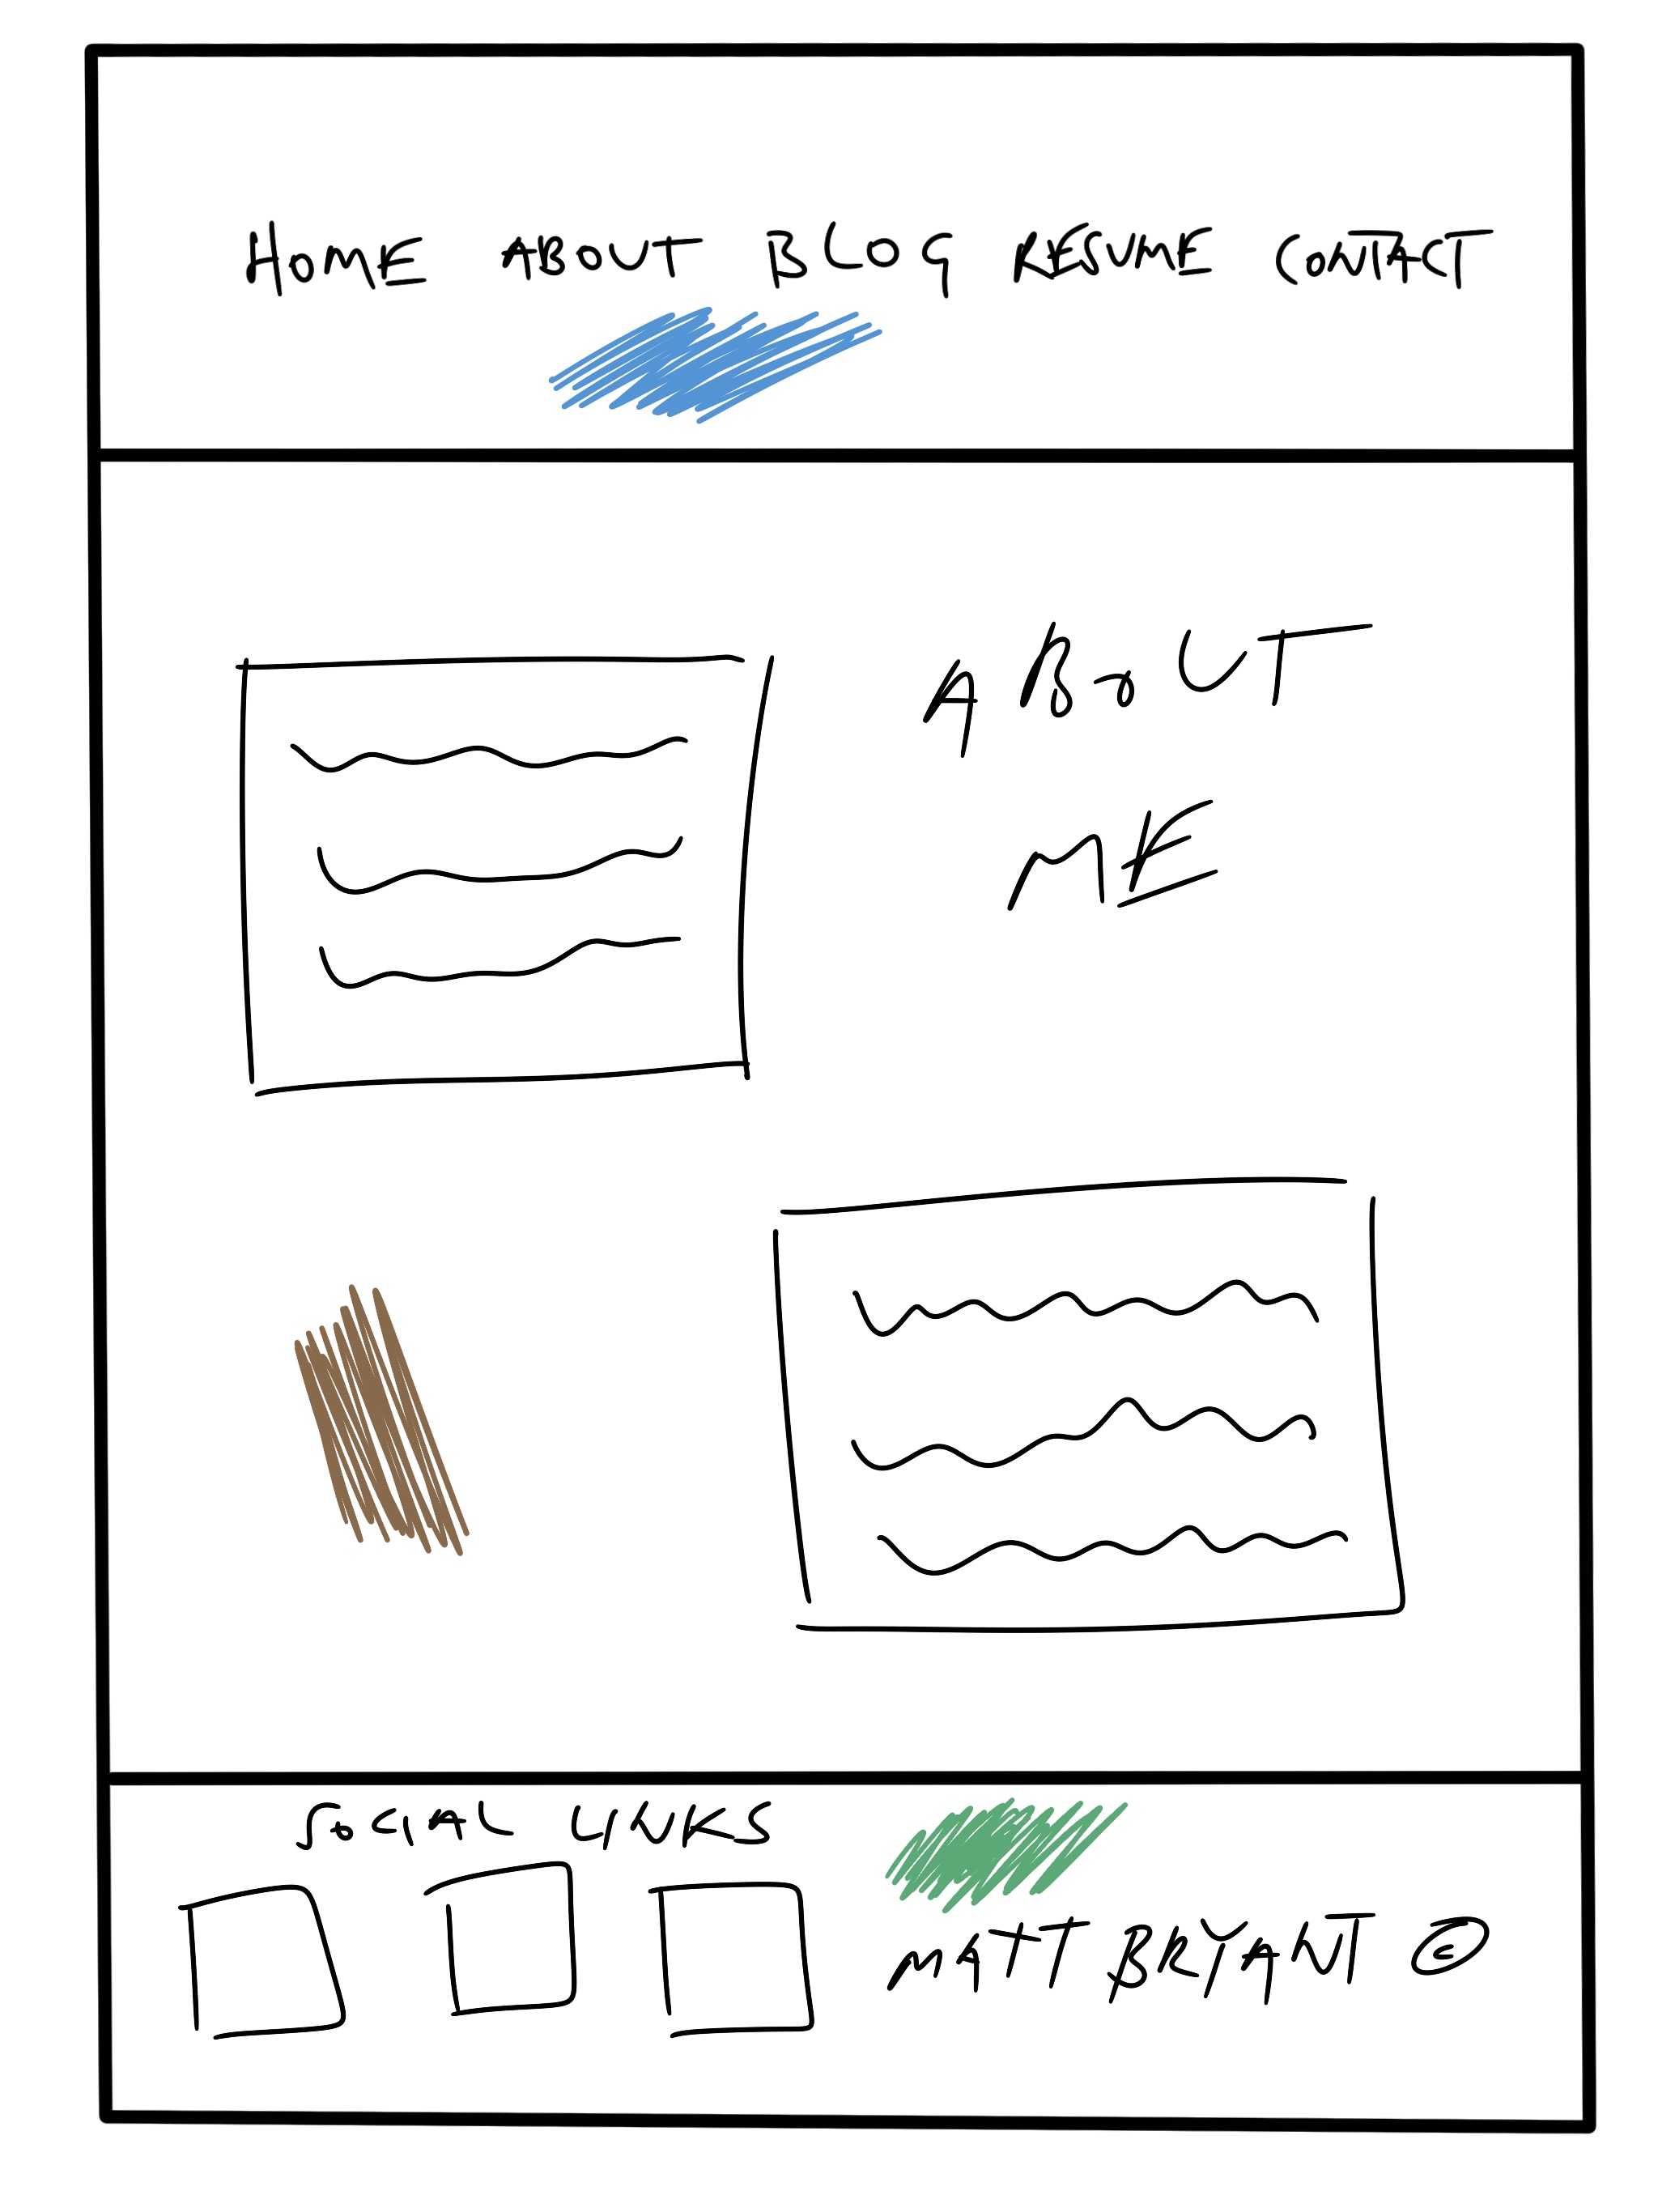 HOME ABOUT BLOG RESUME CONTACT
ABOUT
ME
SOCIAL LINKS
MATT BRYANT ©